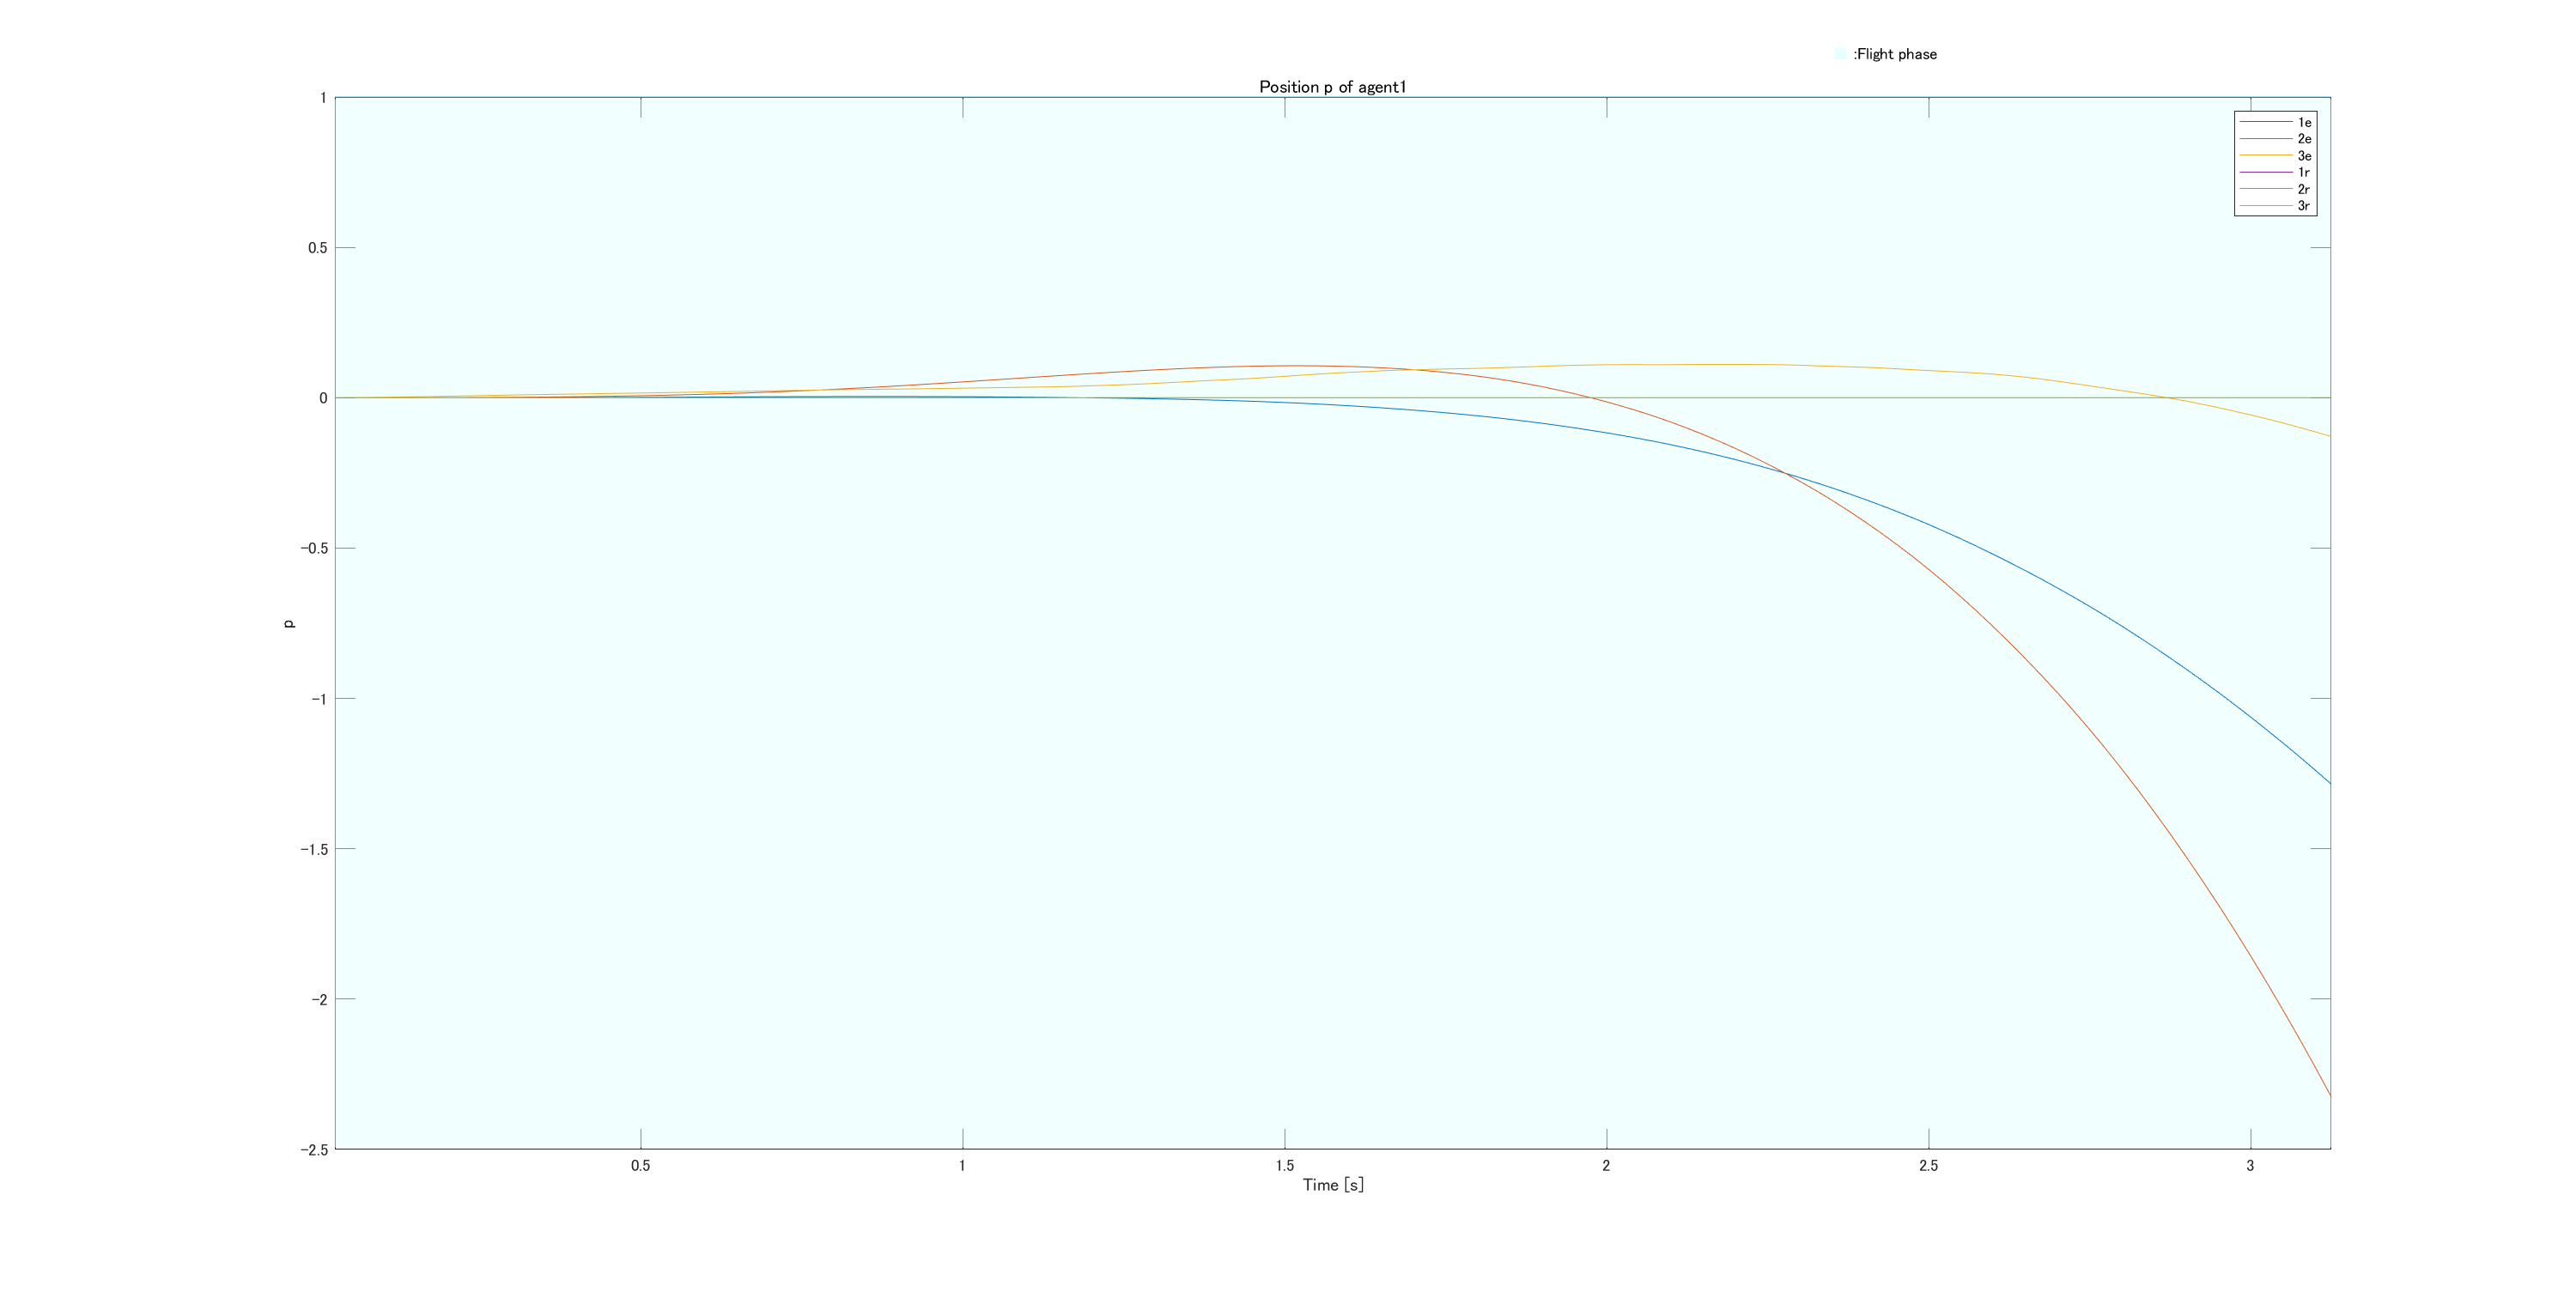 :Flight phase
Position p of agent1
1
0.5
0
-0.5
-1
-1.5
-2
-2.5
p
1e
2e
3e
1r
2r
3r
0.5 1 1.5 2 2.5 3
Time [s]